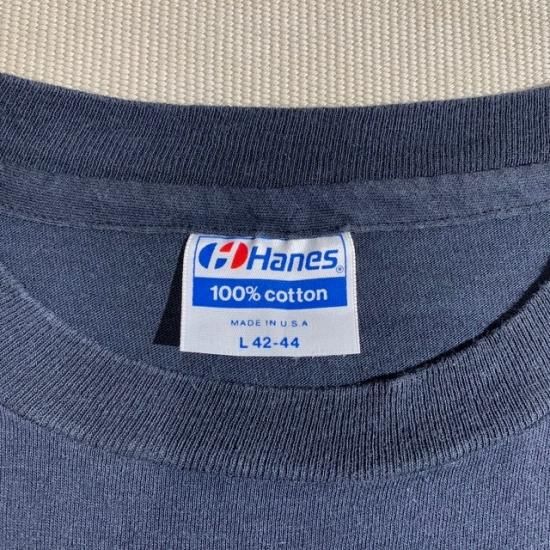 Hanes®
100% cotton
MADE IN U.S.A
L 42-44